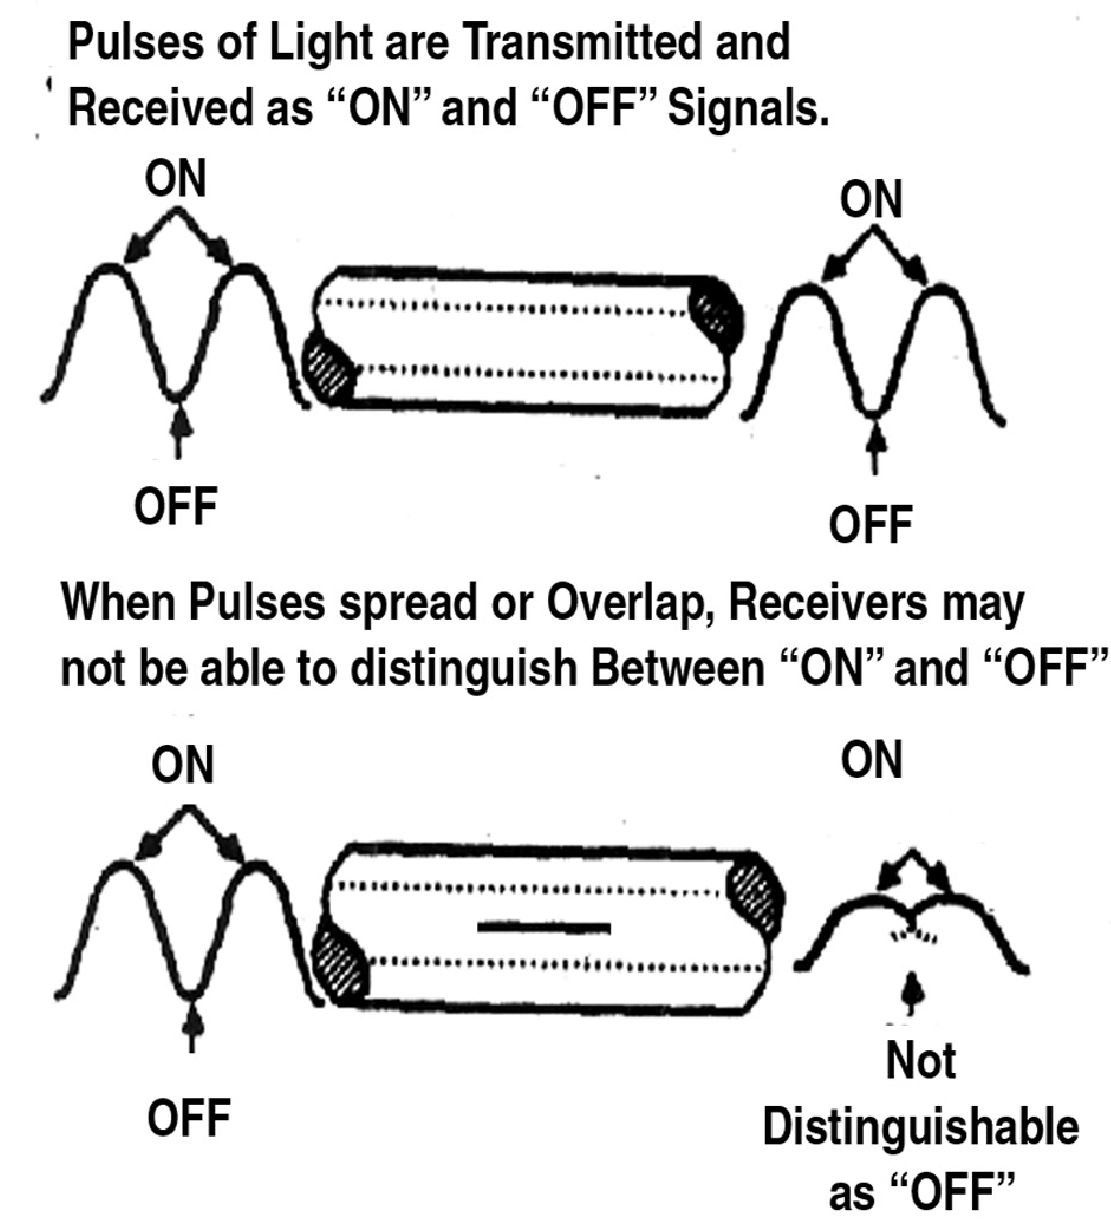 Pulses of Light are Transmitted and
Received as “ON” and “OFF” Signals.
ON
ON
OFF
OFF
When Pulses spread or Overlap, Receivers may
not be able to distinguish Between “ON” and “OFF”
ON
ON
OFF
Not
Distinguishable
as “OFF”